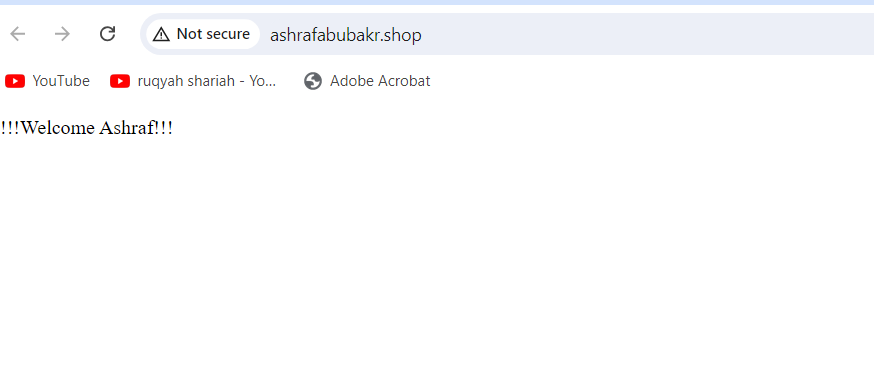 Not secure ashrafabubakr.shop
YouTube ruqyah shariah - Yo... Adobe Acrobat
!!!Welcome Ashraf!!!